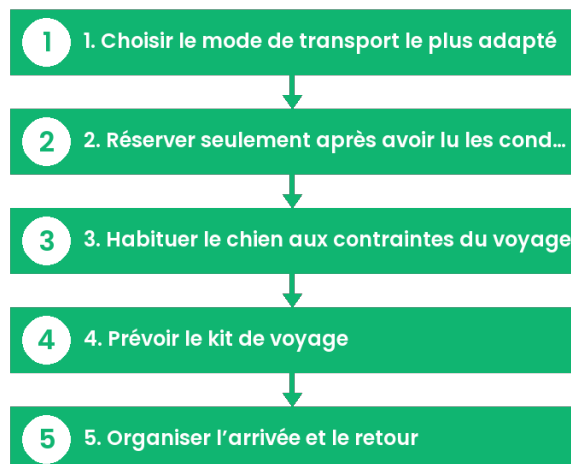 1 1. Choisir le mode de transport le plus adapté
2 2. Réserver seulement après avoir lu les cond…
3 3. Habituer le chien aux contraintes du voyage
4 4. Prévoir le kit de voyage
5 5. Organiser l’arrivée et le retour